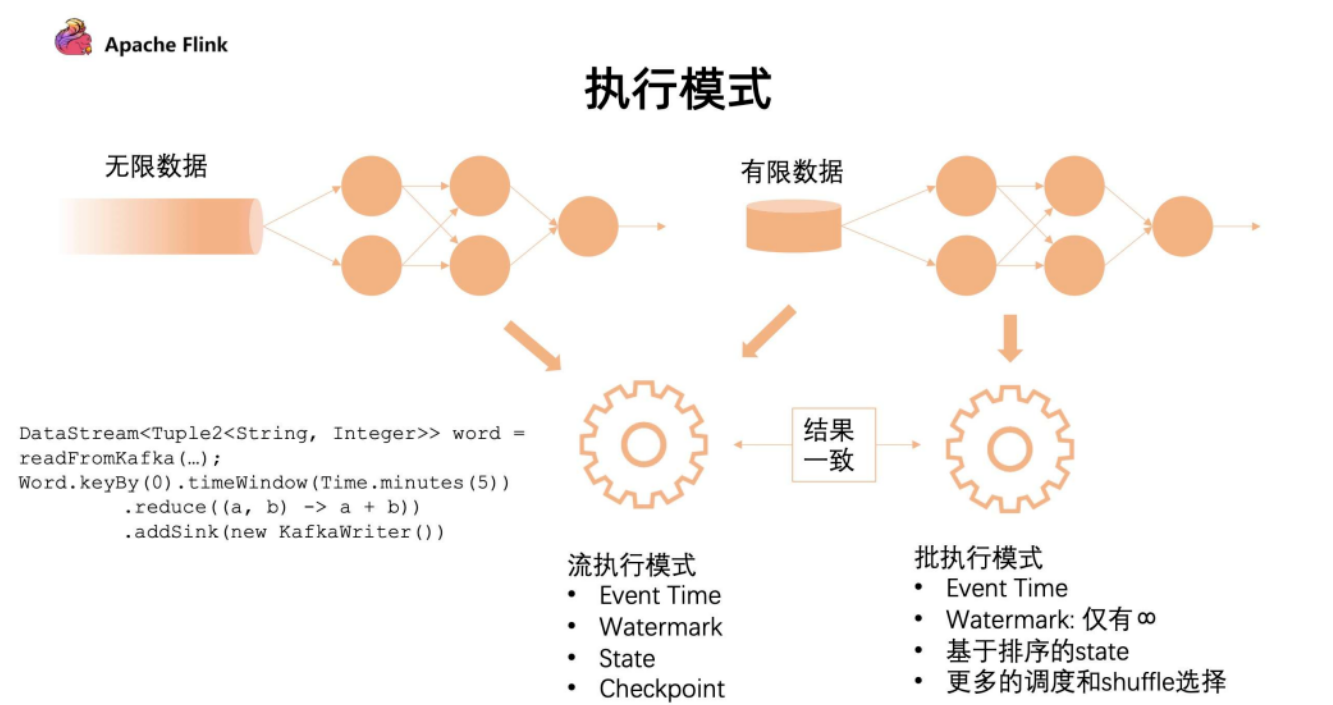 Apache Flink
执行模式
无限数据
有限数据
DataStream<Tuple2<String, Integer>> word =
readFromKafka(…);
Word.keyBy(0).timeWindow(Time.minutes(5))
.reduce((a, b) -> a + b))
.addSink(new KafkaWriter())
结果
一致
流执行模式
• Event Time
• Watermark
• State
• Checkpoint
批执行模式
• Event Time
• Watermark: 仅有∞
• 基于排序的state
• 更多的调度和shuffle选择